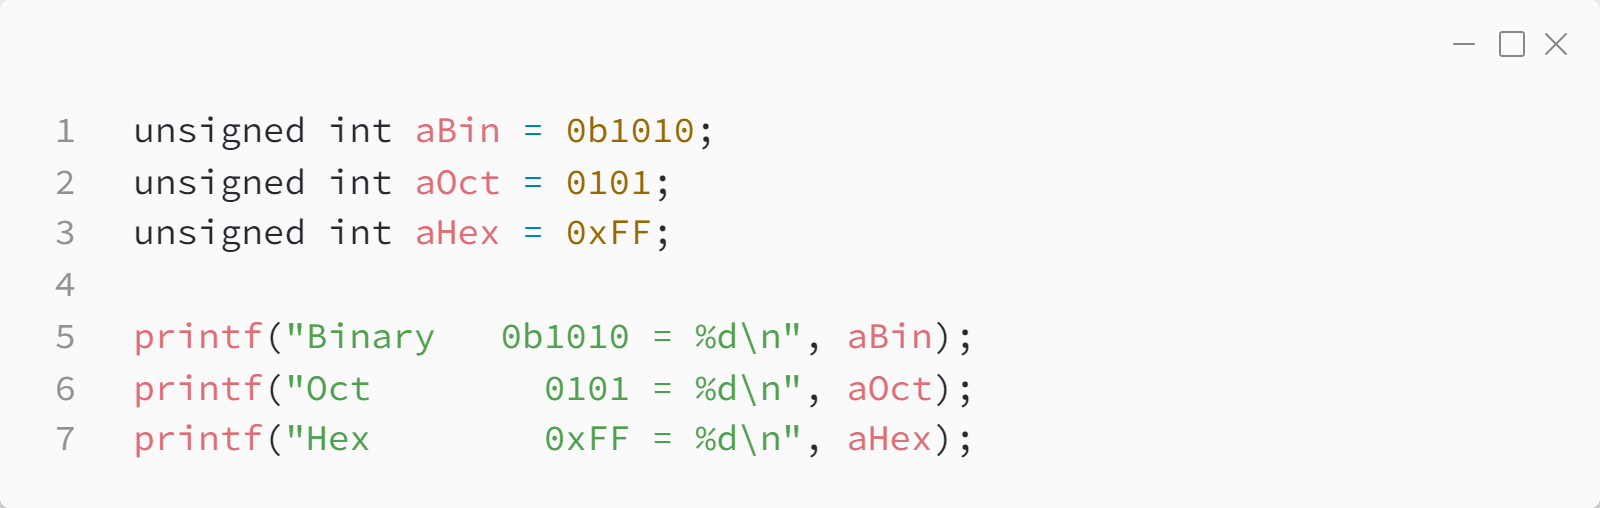 1 unsigned int aBin = 0b1010;
2 unsigned int aOct = 0101;
3 unsigned int aHex = 0xFF;
4
5 printf("Binary   0b1010 = %d\n", aBin);
6 printf("Oct        0101 = %d\n", aOct);
7 printf("Hex        0xFF = %d\n", aHex);